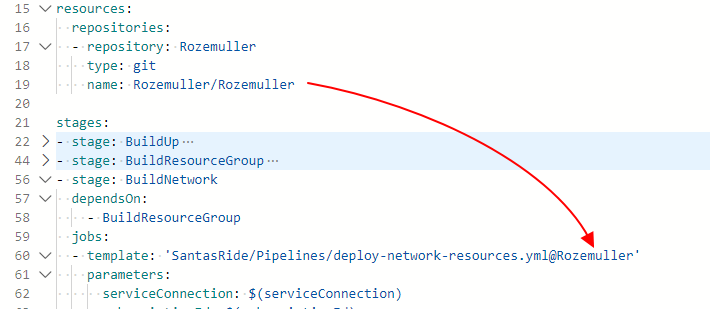 15 resources:
16 repositories:
17 - repository: Rozemuller
18 type: git
19 name: Rozemuller/Rozemuller
20
21 stages:
22 - stage: BuildUp ...
44 - stage: BuildResourceGroup ...
56 - stage: BuildNetwork
57 dependsOn:
58 - BuildResourceGroup
59 jobs:
60 - template: 'SantasRide/Pipelines/deploy-network-resources.yml@Rozemuller'
61 parameters:
62 serviceConnection: $(serviceConnection)